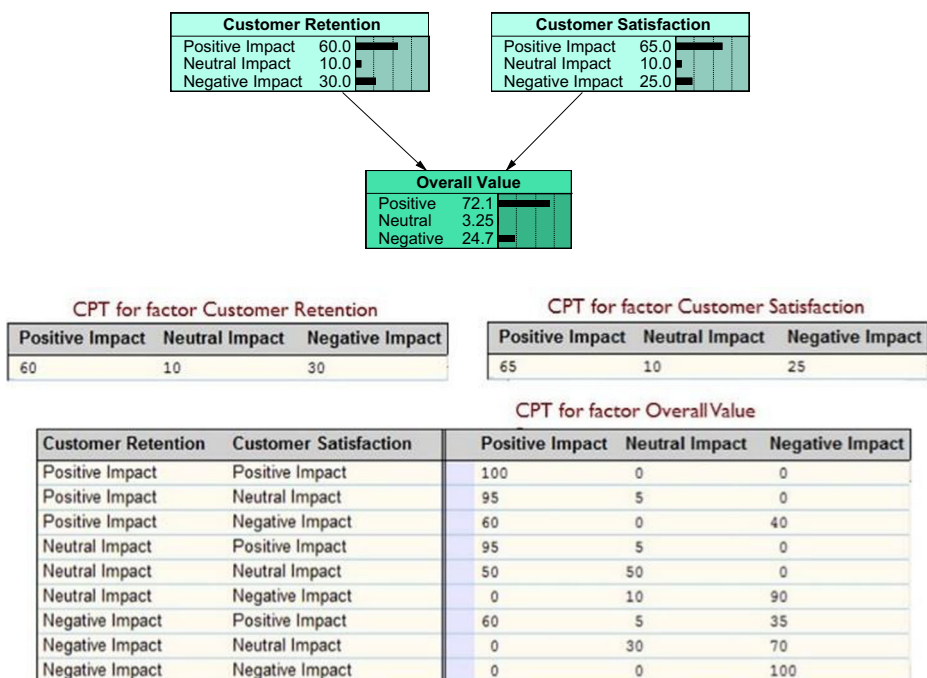 Customer Retention
Positive Impact 60.0
Neutral Impact 10.0
Negative Impact 30.0
Customer Satisfaction
Positive Impact 65.0
Neutral Impact 10.0
Negative Impact 25.0
Overall Value
Positive 72.1
Neutral 3.25
Negative 24.7
CPT for factor Customer Retention
Positive Impact Neutral Impact Negative Impact
60 10 30
CPT for factor Customer Satisfaction
Positive Impact Neutral Impact Negative Impact
65 10 25
CPT for factor Overall Value
Customer Retention Customer Satisfaction Positive Impact Neutral Impact Negative Impact
Positive Impact Positive Impact 100 0 0
Positive Impact Neutral Impact 95 5 0
Positive Impact Negative Impact 60 0 40
Neutral Impact Positive Impact 95 5 0
Neutral Impact Neutral Impact 50 50 0
Neutral Impact Negative Impact 0 10 90
Negative Impact Positive Impact 60 5 35
Negative Impact Neutral Impact 0 30 70
Negative Impact Negative Impact 0 0 100